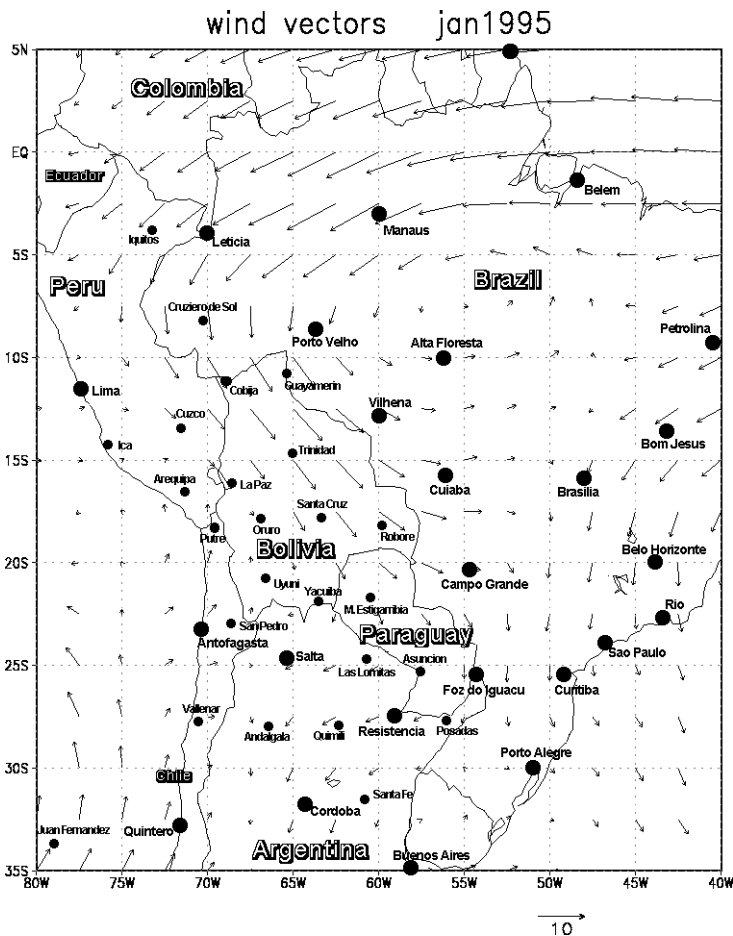 wind vectors jan1995
5N
Colombia
EQ
Ecuador
Belem
Manaus
Iquitos
Leticia
5S
Peru
Brazil
Cruziero de Sol
Porto Velho
Alta Floresta
Petrolina
10S
Lima
Cobija
Guayamerin
Cuzco
Vilhena
Ica
Trinidad
Bom Jesus
15S
Arequipa
La Paz
Cuiaba
Brasilia
Santa Cruz
Putre
Oruro
Robore
Bolivia
Belo Horizonte
20S
Uyuni
Yacuiba
Campo Grande
M. Estigarribia
Rio
San Pedro
Antofagasta
Paraguay
Sao Paulo
Salta
Asuncion
25S
Las Lomitas
Foz do Iguacu
Curitiba
Vallenar
Andalgala
Quimili
Resistencia
Posadas
Porto Alegre
30S
Chile
Santa Fe
Cordoba
Juan Fernandez
Quintero
Argentina
Buenos Aires
35S
80W 75W 70W 65W 60W 55W 50W 45W 40W
10